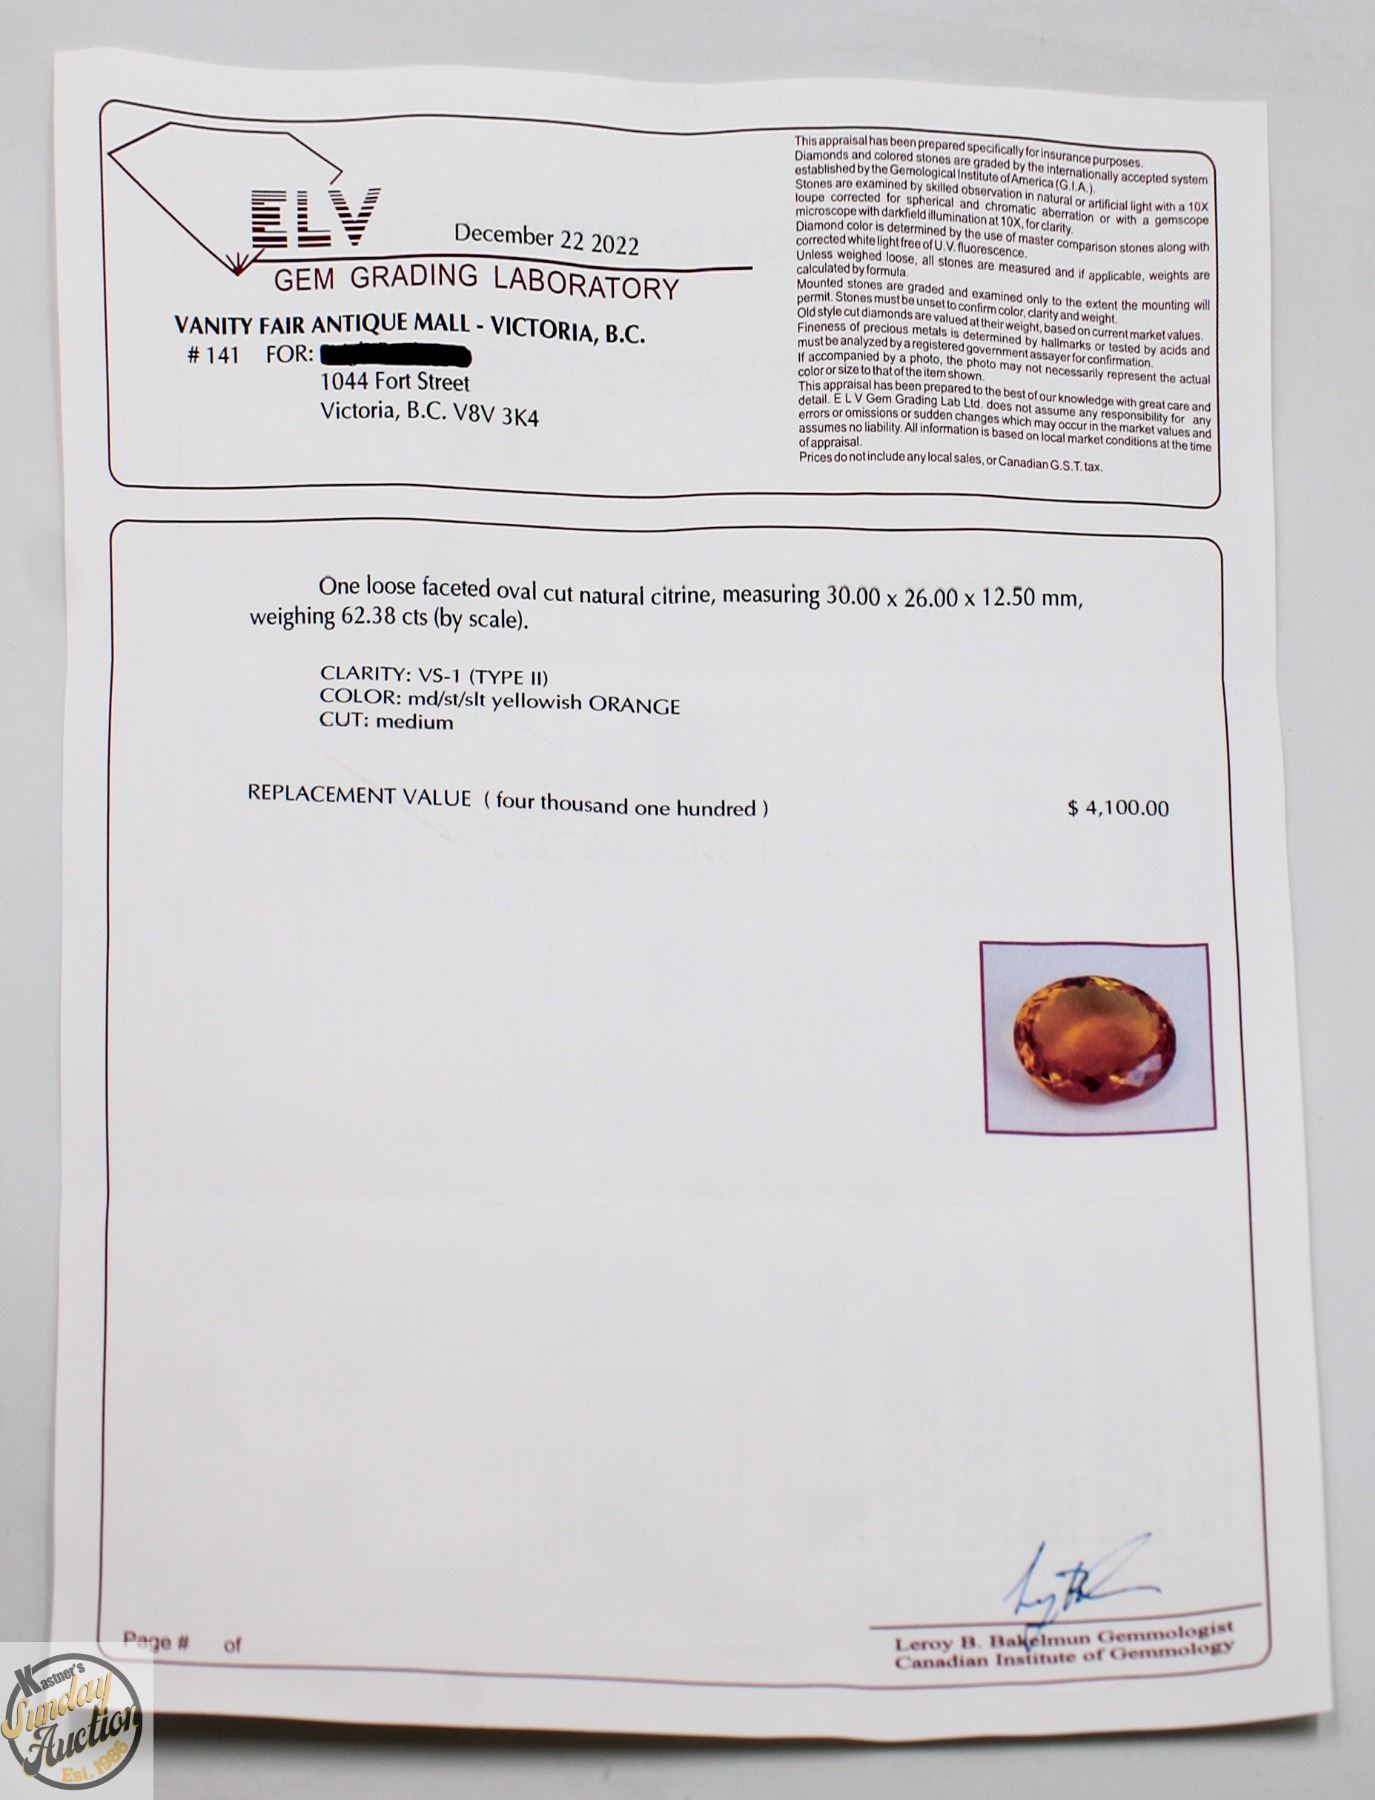 ELV
December 22 2022
GEM GRADING LABORATORY
VANITY FAIR ANTIQUE MALL - VICTORIA, B.C.
# 141 FOR:
1044 Fort Street
Victoria, B.C. V8V 3K4
This appraisal has been prepared specifically for insurance purposes.
Diamonds and colored stones are graded by the internationally accepted system
established by the Gemological Institute of America (G.I.A.).
Stones are examined by skilled observation in natural or artificial light with a 10X
loupe corrected for spherical and chromatic aberration or with a gemscope
microscope with darkfield illumination at 10X, for clarity.
Diamond color is determined by the use of master comparison stones along with
corrected white light free of U.V. fluorescence.
Unless weighed loose, all stones are measured and if applicable, weights are
calculated by formula.
Mounted stones are graded and examined only to the extent the mounting will
permit. Stones must be unset to confirm color, clarity and weight.
Old style cut diamonds are valued at their weight, based on current market values.
Fineness of precious metals is determined by hallmarks or tested by acids and
must be analyzed by a registered government assayer for confirmation.
If accompanied by a photo, the photo may not necessarily represent the actual
color or size to that of the item shown.
This appraisal has been prepared to the best of our knowledge with great care and
detail. E L V Gem Grading Lab Ltd. does not assume any responsibility for any
errors or omissions or sudden changes which may occur in the market values and
assumes no liability. All information is based on local market conditions at the time
of appraisal.
Prices do not include any local sales, or Canadian G.S.T. tax.
One loose faceted oval cut natural citrine, measuring 30.00 x 26.00 x 12.50 mm,
weighing 62.38 cts (by scale).
CLARITY: VS-1 (TYPE II)
COLOR: md/st/slt yellowish ORANGE
CUT: medium
REPLACEMENT VALUE ( four thousand one hundred ) $ 4,100.00
Leroy B. Bakelmun Gemmologist
Canadian Institute of Gemmology
Page # of
Kastner's
Sunday
Auction
Est. 1986